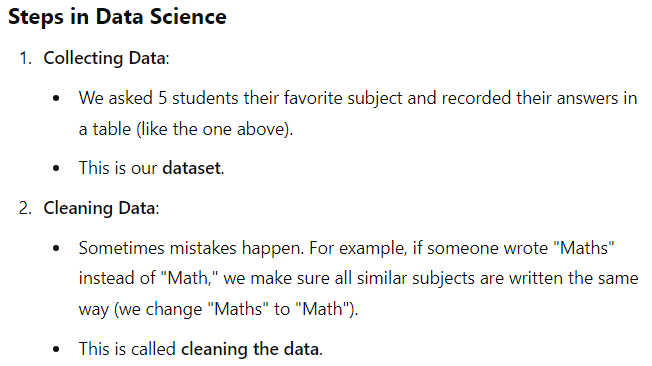 Steps in Data Science
1. Collecting Data:
• We asked 5 students their favorite subject and recorded their answers in
a table (like the one above).
• This is our dataset.
2. Cleaning Data:
• Sometimes mistakes happen. For example, if someone wrote "Maths"
instead of "Math," we make sure all similar subjects are written the same
way (we change "Maths" to "Math").
• This is called cleaning the data.